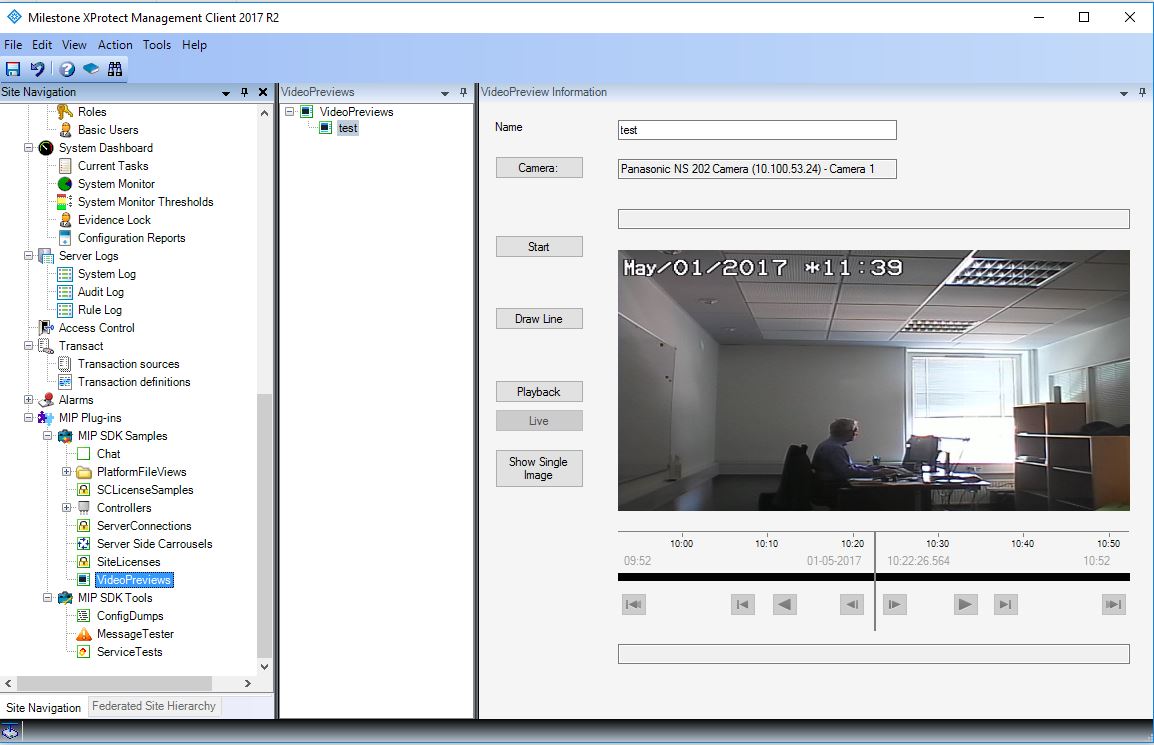 Milestone XProtect Management Client 2017 R2
File Edit View Action Tools Help
Site Navigation
Roles
Basic Users
System Dashboard
Current Tasks
System Monitor
System Monitor Thresholds
Evidence Lock
Configuration Reports
Server Logs
System Log
Audit Log
Rule Log
Access Control
Transact
Transaction sources
Transaction definitions
Alarms
MIP Plug-ins
MIP SDK Samples
Chat
PlatformFileViews
SCLicenseSamples
Controllers
ServerConnections
Server Side Carrousels
SiteLicenses
VideoPreviews
MIP SDK Tools
ConfigDumps
MessageTester
ServiceTests
Site Navigation
Federated Site Hierarchy
VideoPreviews
VideoPreviews
test
VideoPreview Information
Name
test
Camera:
Panasonic NS 202 Camera (10.100.53.24) - Camera 1
Start
Draw Line
Playback
Live
Show Single
Image
May/01/2017 *11:39
10:00 10:10 10:20 10:30 10:40 10:50
09:52 01-05-2017 10:22:26.564 10:52